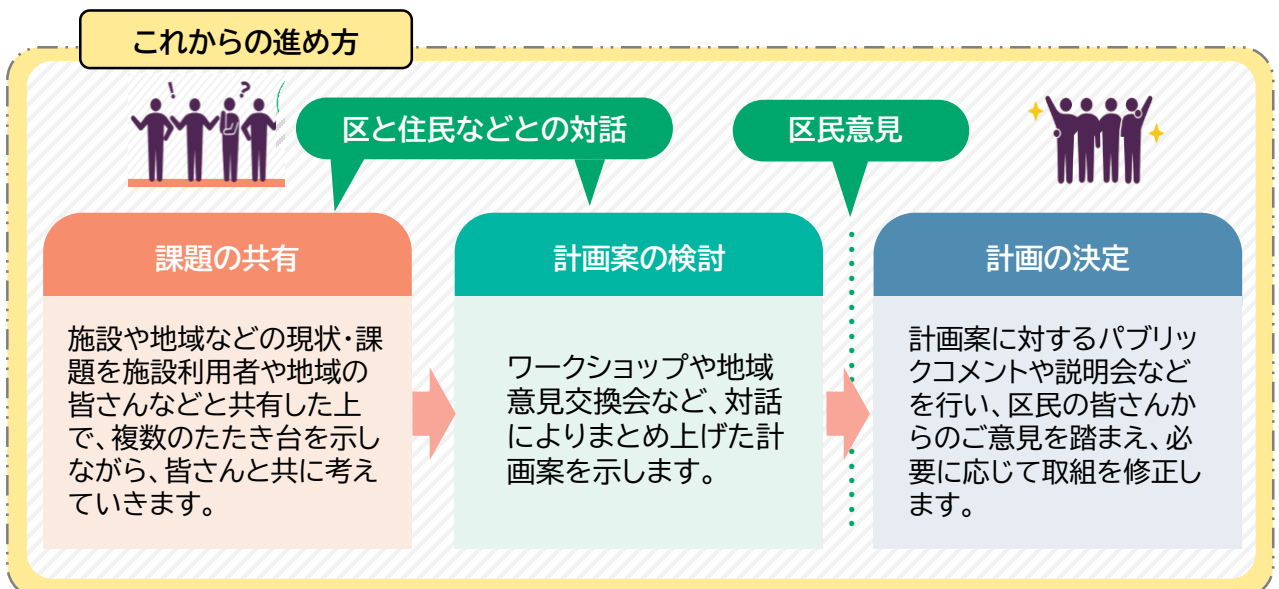 これからの進め方
! ?
区と住民などとの対話
区民意見
課題の共有
施設や地域などの現状・課
題を施設利用者や地域の
皆さんなどと共有した上
で、複数のたたき台を示し
ながら、皆さんと共に考え
ていきます。
計画案の検討
ワークショップや地域
意見交換会など、対話
によりまとめ上げた計
画案を示します。
計画の決定
計画案に対するパブリッ
クコメントや説明会など
を行い、区民の皆さんか
らのご意見を踏まえ、必
要に応じて取組を修正し
ます。